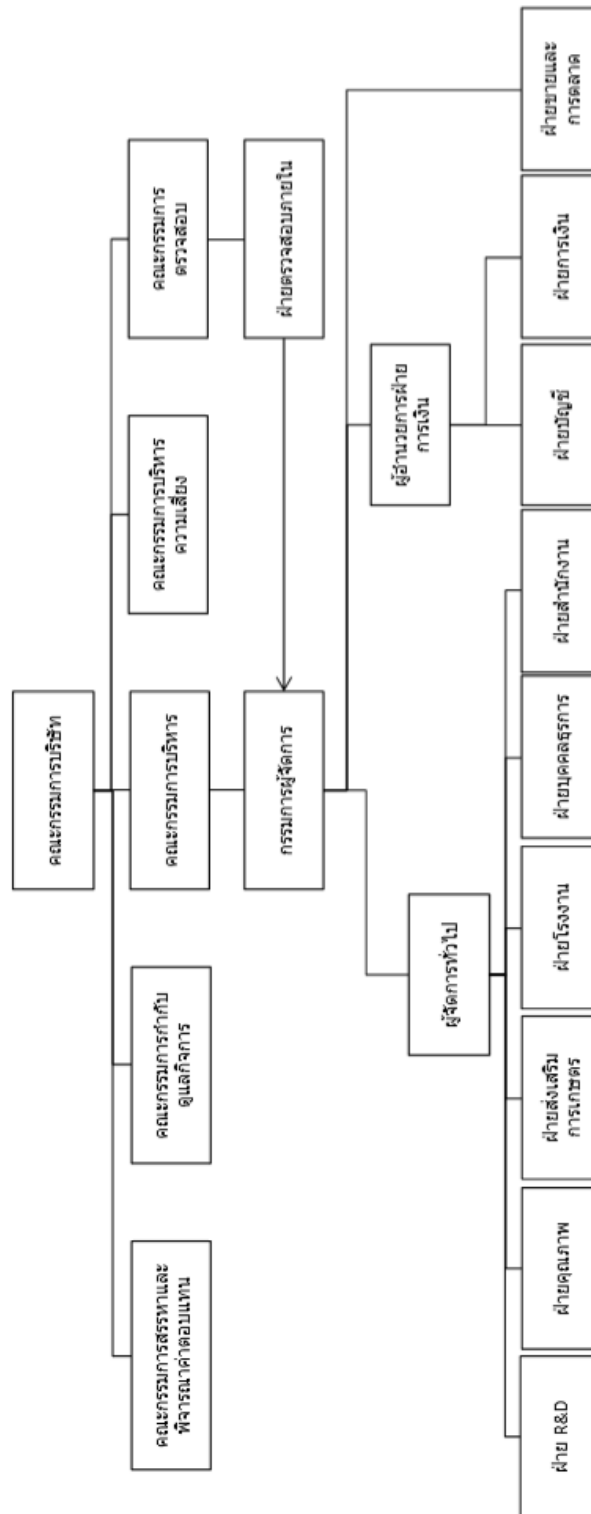 คณะกรรมการบริษัท
คณะกรรมการสรรหาและ
พิจารณาค่าตอบแทน
คณะกรรมการกำกับ
ดูแลกิจการ
คณะกรรมการบริหาร
คณะกรรมการบริหาร
ความเสี่ยง
คณะกรรมการ
ตรวจสอบ
กรรมการผู้จัดการ
ฝ่ายตรวจสอบภายใน
ผู้จัดการทั่วไป
ผู้อำนวยการฝ่าย
การเงิน
ฝ่าย R&D
ฝ่ายคุณภาพ
ฝ่ายส่งเสริม
การเกษตร
ฝ่ายโรงงาน
ฝ่ายบุคคลธุรการ
ฝ่ายสำนักงาน
ฝ่ายบัญชี
ฝ่ายการเงิน
ฝ่ายขายและ
การตลาด